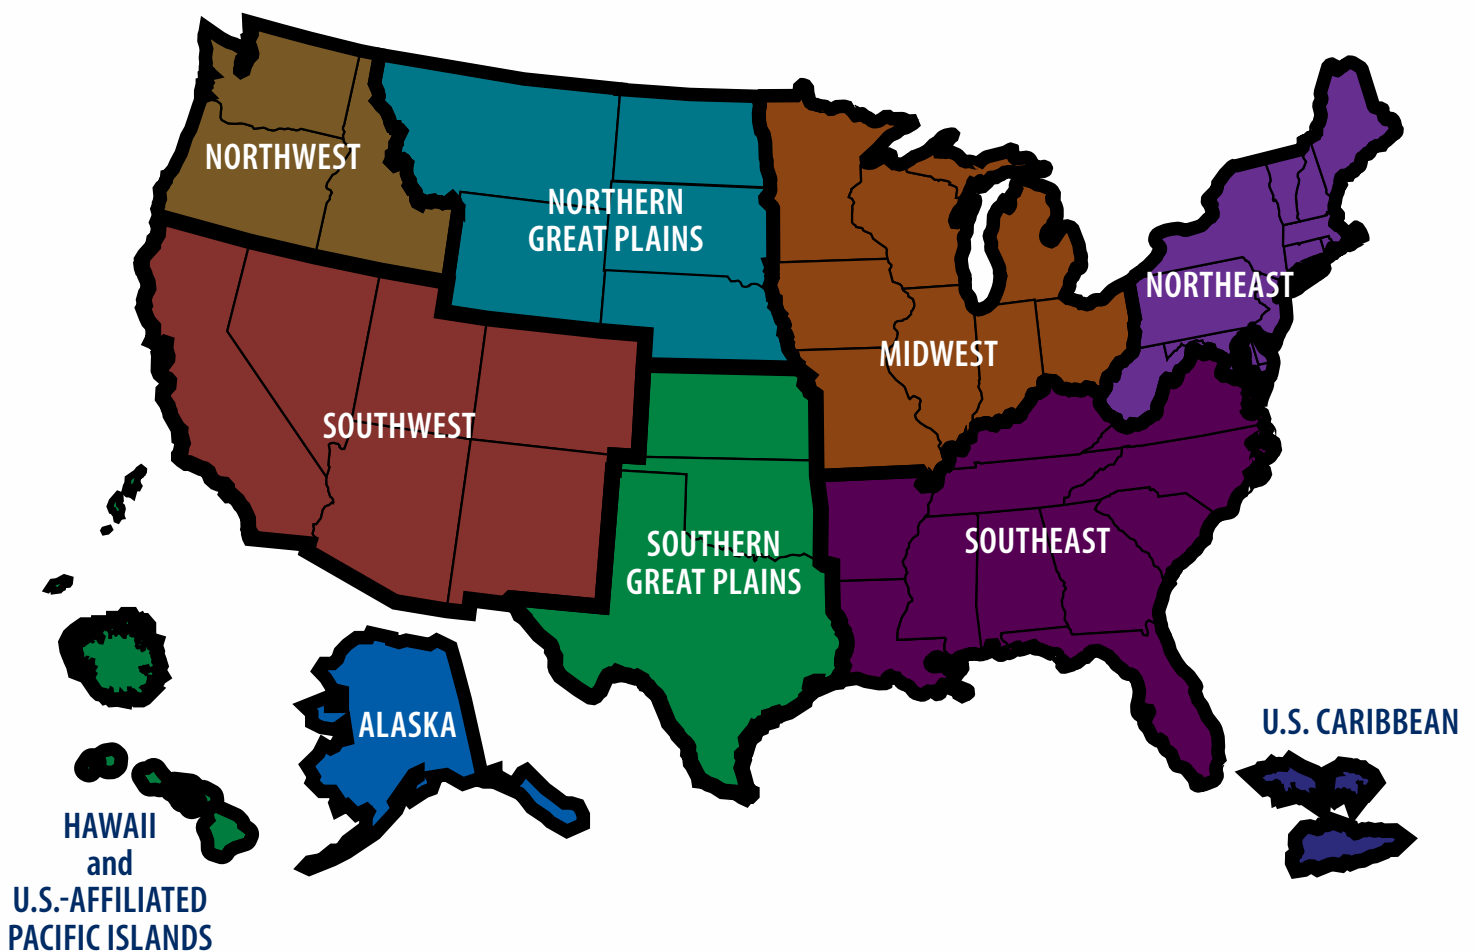 NORTHWEST
NORTHERN
GREAT PLAINS
NORTHEAST
MIDWEST
SOUTHWEST
SOUTHERN
GREAT PLAINS
SOUTHEAST
ALASKA
U.S. CARIBBEAN
HAWAII
and
U.S.-AFFILIATED
PACIFIC ISLANDS